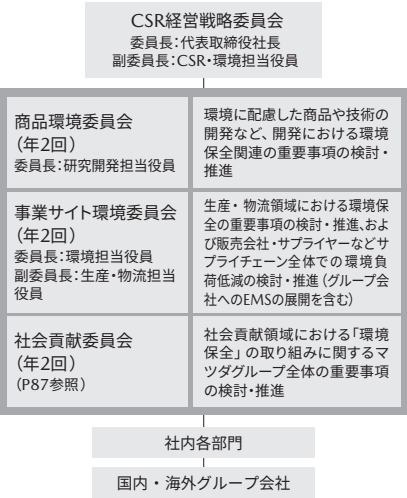 CSR経営戦略委員会
委員長：代表取締役社長
副委員長：CSR・環境担当役員
商品環境委員会
（年2回）
委員長：研究開発担当役員
環境に配慮した商品や技術の
開発など、開発における環境
保全関連の重要事項の検討・
推進
事業サイト環境委員会
（年2回）
委員長：環境担当役員
副委員長：生産・物流担当
役員
生産・物流領域における環境保
全の重要事項の検討・推進、およ
び販売会社・サプライヤーなどサ
プライチェーン全体での環境負
荷低減の検討・推進（グループ会
社へのEMSの展開を含む）
社会貢献委員会
（年2回）
（P87参照）
社会貢献領域における「環境
保全」の取り組みに関するマ
ツダグループ全体の重要事項
の検討・推進
社内各部門
国内・海外グループ会社